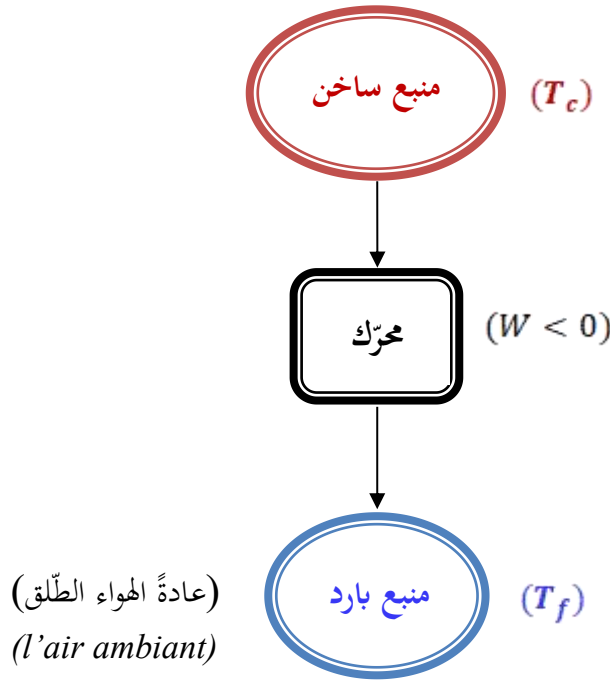 منبع ساخن
(T_c)
محرّك
(W < 0)
(عادةً الهواء الطّلق)
(l'air ambiant)
منبع بارد
(T_f)